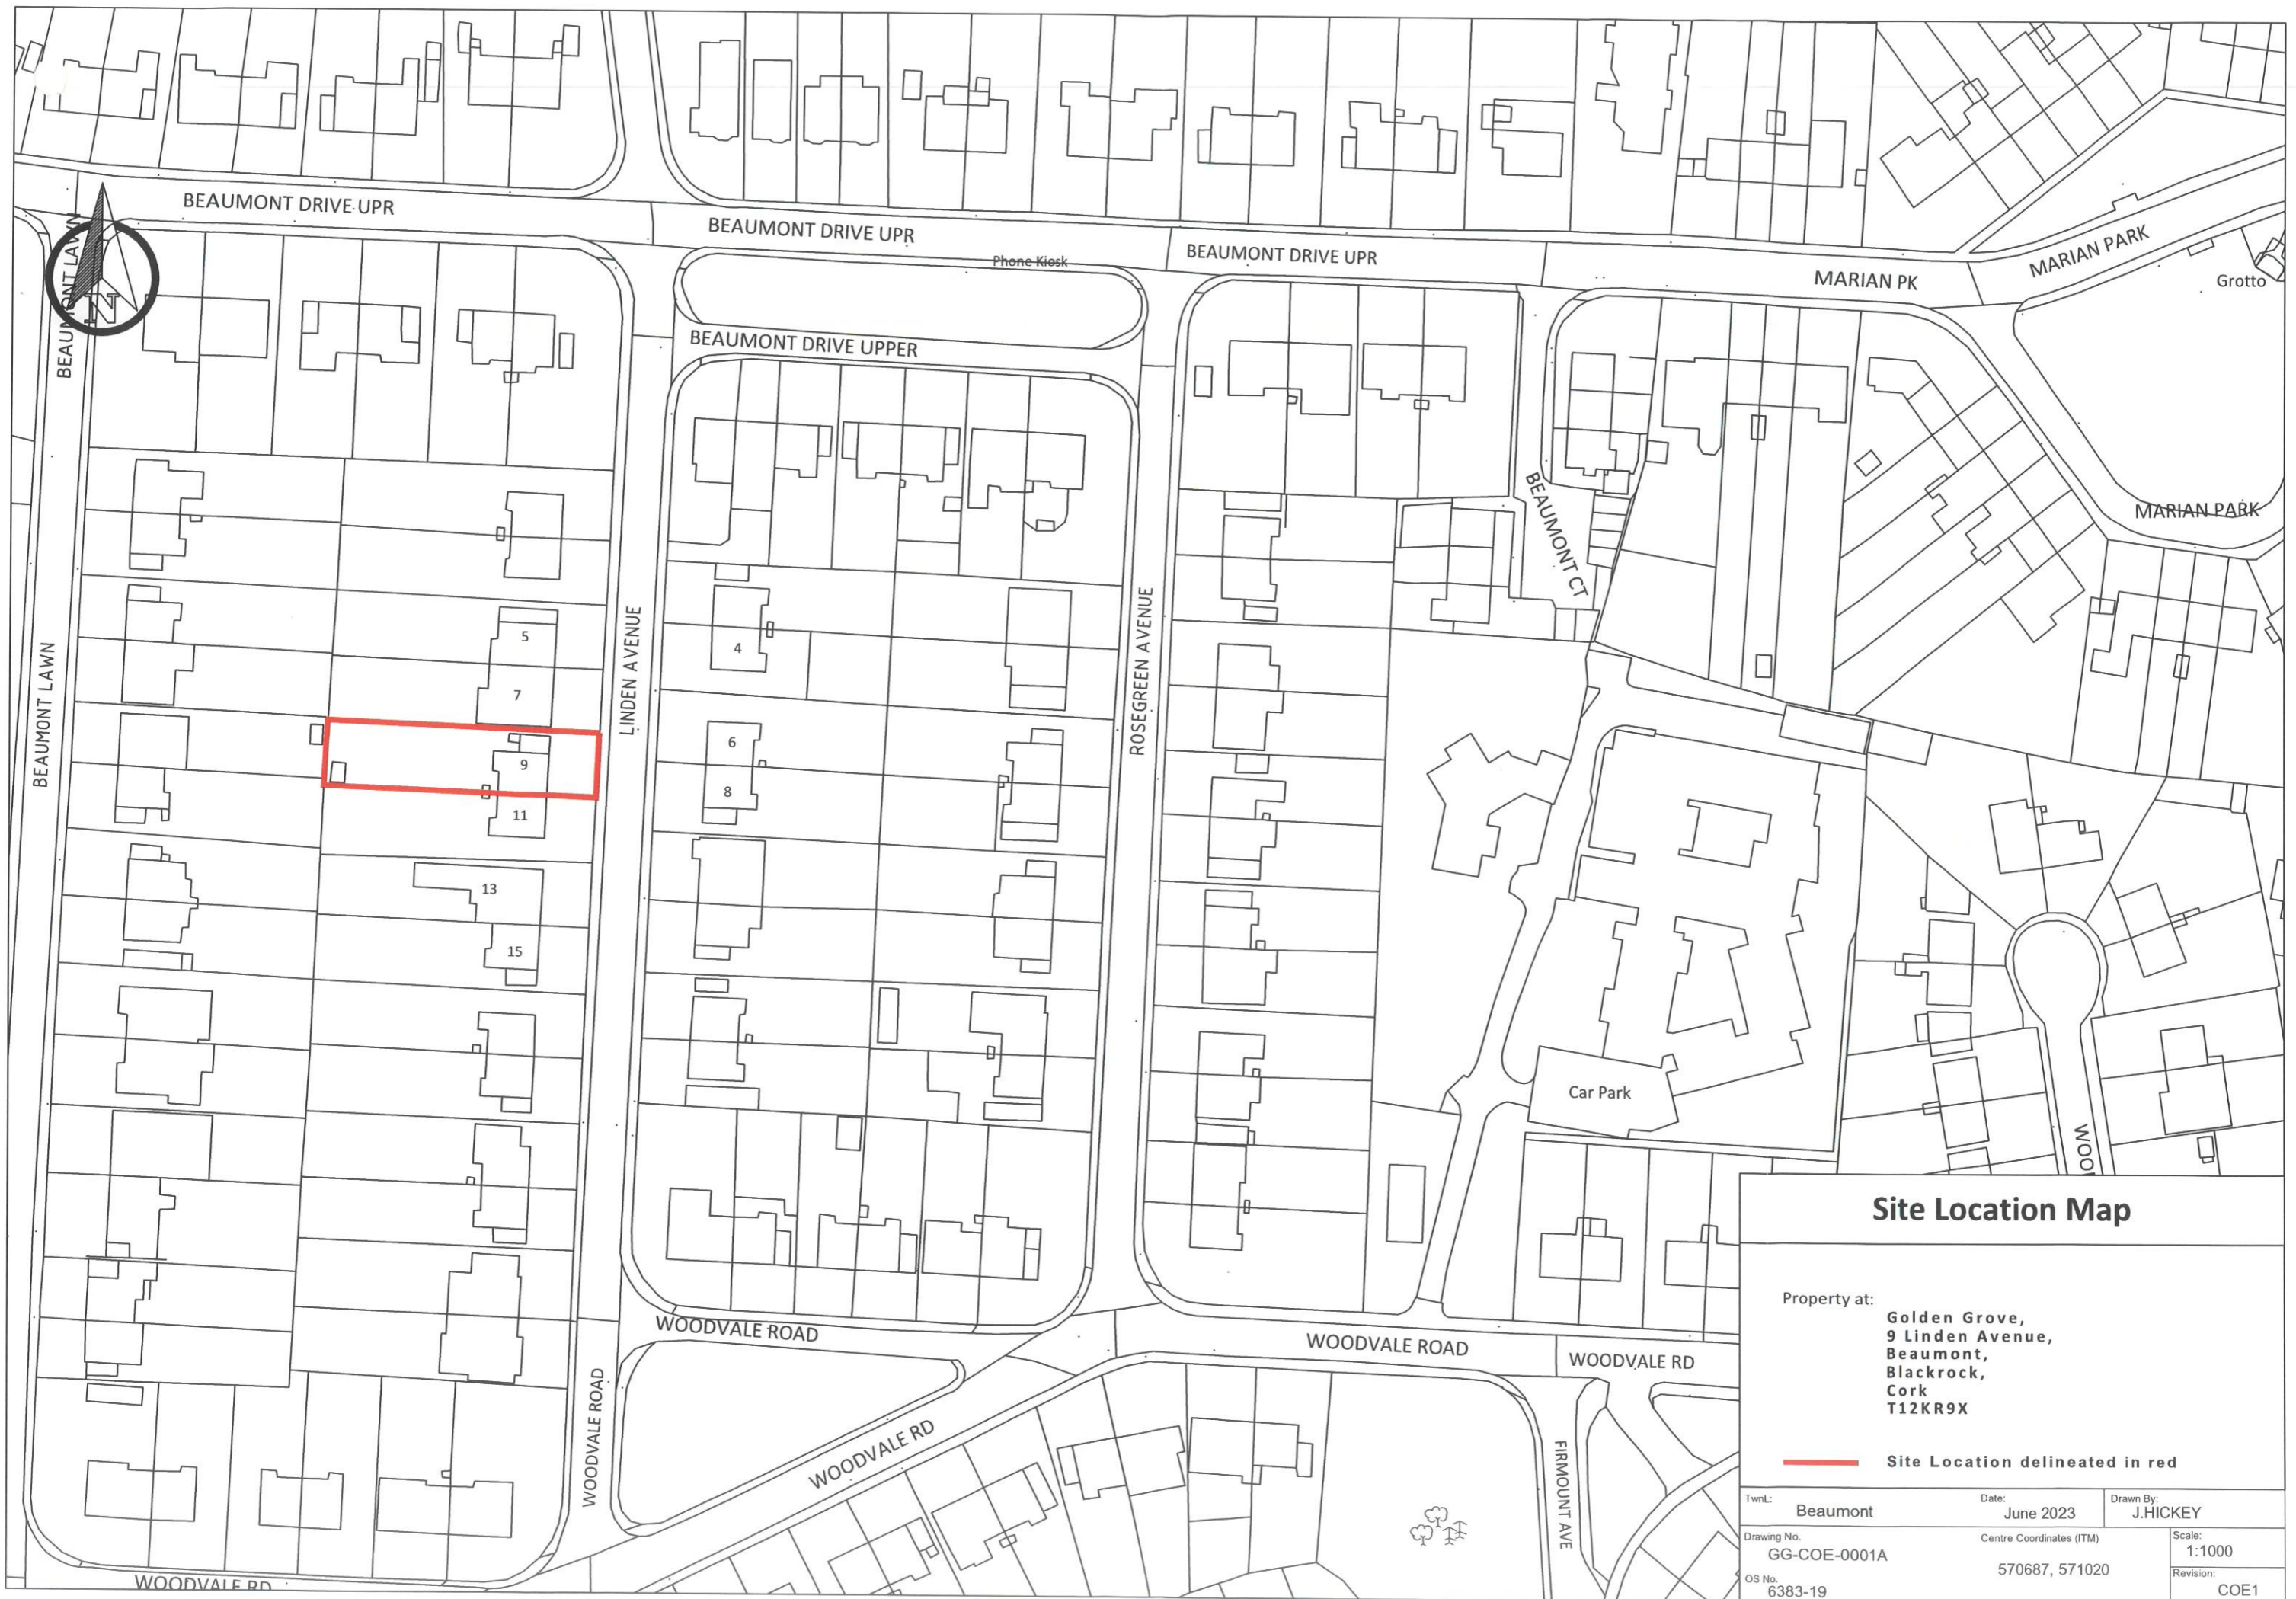 BEAUMONT DRIVE UPR
BEAUMONT DRIVE UPR
BEAUMONT DRIVE UPR
Phone Kiosk
MARIAN PK
MARIAN PARK
Grotto
BEAUMONT LAWN
N
BEAUMONT DRIVE UPPER
MARIAN PARK
BEAUMONT CT
BEAUMONT LAWN
LINDEN AVENUE
ROSEGREEN AVENUE
5
7
9
11
13
15
4
6
8
Car Park
WOO
WOODVALE ROAD
WOODVALE ROAD
WOODVALE RD
WOODVALE ROAD
WOODVALE RD
FIRMOUNT AVE
WOODVALE RD
Site Location Map
Property at:
Golden Grove,
9 Linden Avenue,
Beaumont,
Blackrock,
Cork
T12KR9X
Site Location delineated in red
Twnl.: Beaumont
Date: June 2023
Drawn By: J.HICKEY
Drawing No. GG-COE-0001A
Centre Coordinates (ITM) 570687, 571020
Scale: 1:1000
OS No. 6383-19
Revision: COE1